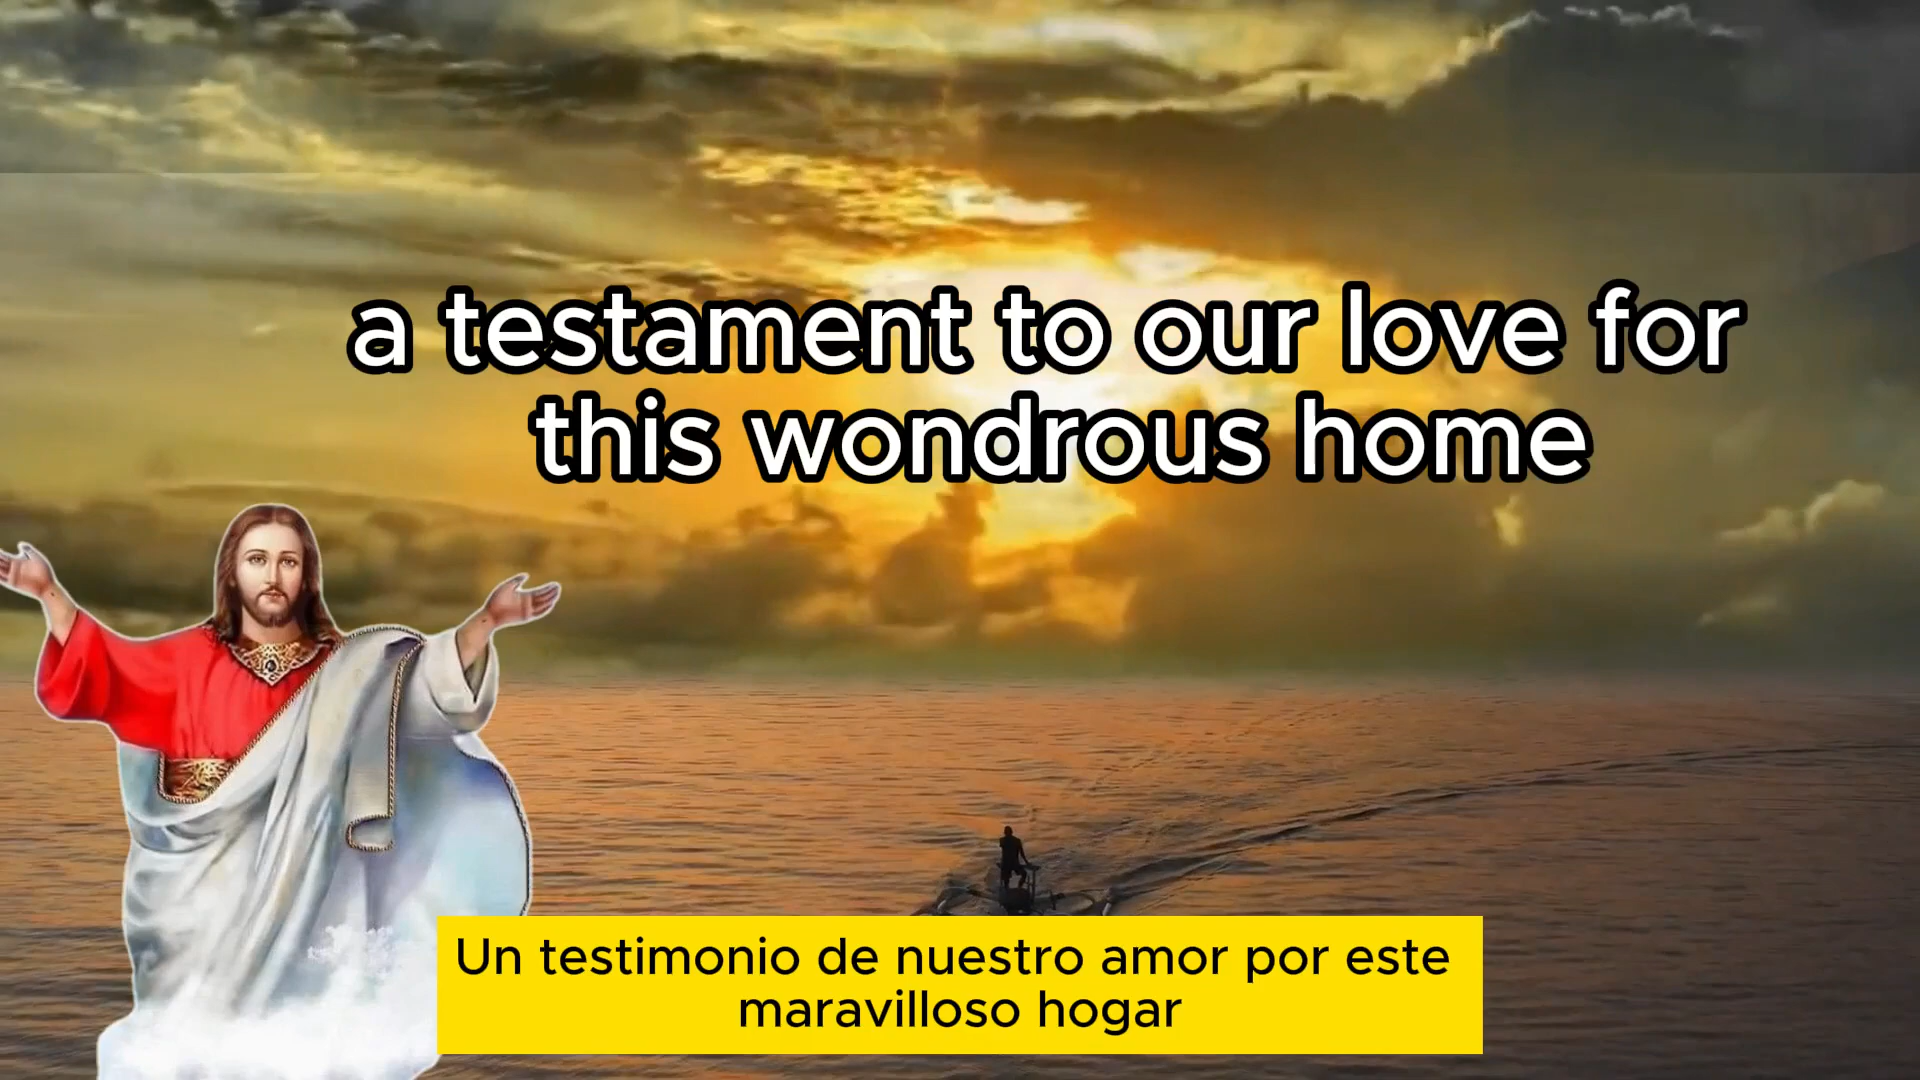 a testament to our love for
this wondrous home
Un testimonio de nuestro amor por este
maravilloso hogar